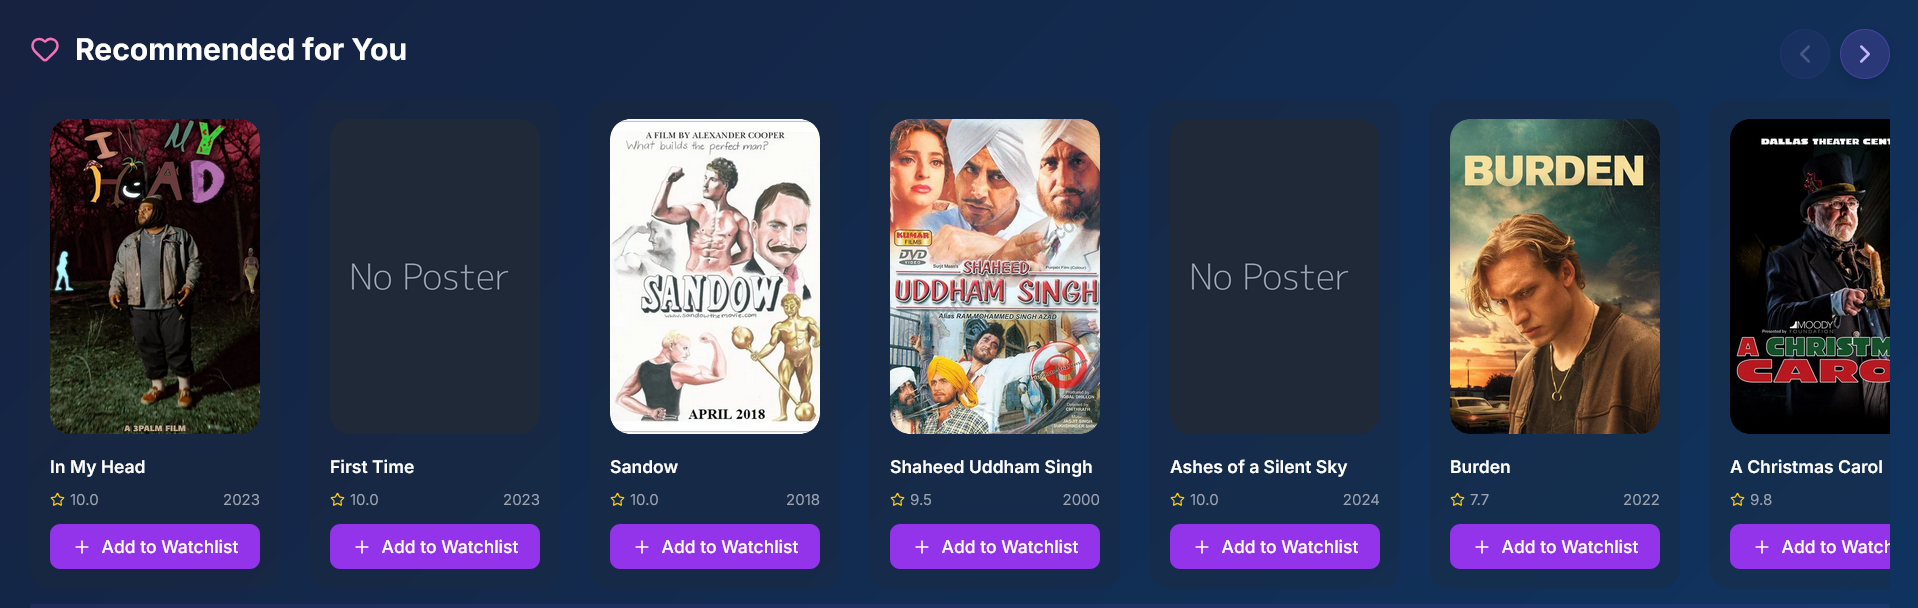 Recommended for You
IN MY
HEAD
A 3PALM FILM
In My Head
10.0 2023
Add to Watchlist
No Poster
First Time
10.0 2023
Add to Watchlist
A FILM BY ALEXANDER COOPER
What builds the perfect man?
SANDOW
www.sandowthemovie.com
APRIL 2018
Sandow
10.0 2018
Add to Watchlist
KUMAR
FILMS
DVD
VIDEO
SHAHEED
UDDHAM SINGH
Alias RAM MOHAMMED SINGH AZAD
Shaheed Uddham Singh
9.5 2000
Add to Watchlist
No Poster
Ashes of a Silent Sky
10.0 2024
Add to Watchlist
BURDEN
Burden
7.7 2022
Add to Watchlist
DALLAS THEATER CENT
Presented by MOODY
FOUNDATION
A CHRISTM
CARO
A Christmas Carol
9.8
Add to Watch